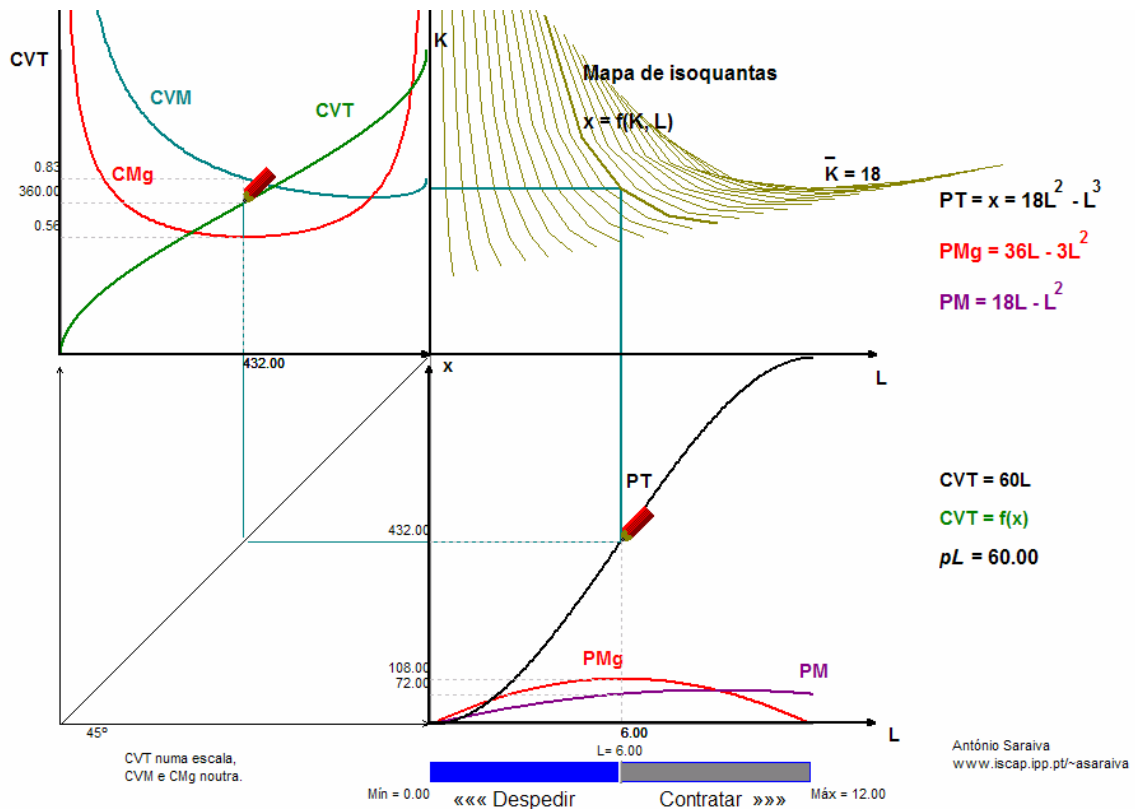 CVT
CVM
CVT
CMg
0.83
360.00
0.56
432.00
K
Mapa de isoquantas
x = f(K, L)
K̄ = 18
PT = x = 18L² - L³
PMg = 36L - 3L²
PM = 18L - L²
x
L
PT
432.00
CVT = 60L
CVT = f(x)
pL = 60.00
PMg
PM
108.00
72.00
45º
6.00
L
CVT numa escala,
CVM e CMg noutra.
L= 6.00
António Saraiva
www.iscap.ipp.pt/~asaraiva
Mín = 0.00
««« Despedir
Contratar »»»
Máx = 12.00